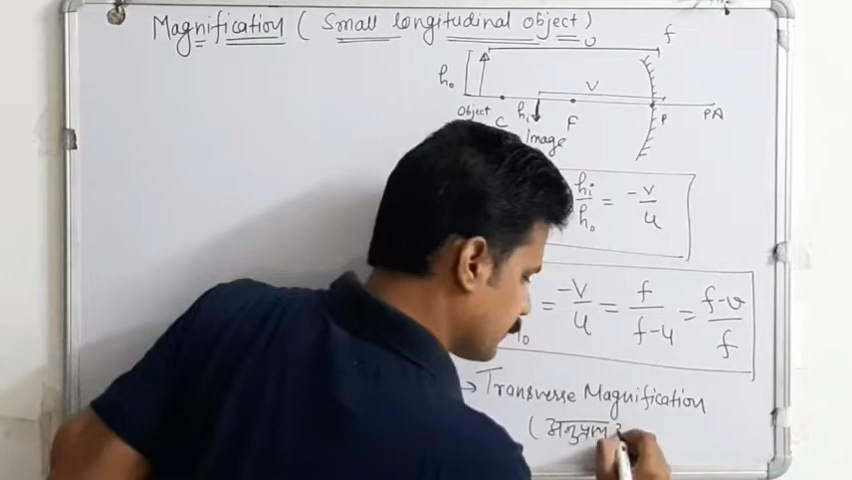 Magnification ( Small longitudinal object )
U f
h₀ V
Object C hᵢ F P PA
Image
hᵢ/h₀ = -v/u
= -v/u = f/f-u = f-v/f
→ Transverse Magnification
( अनुप्रस्थ